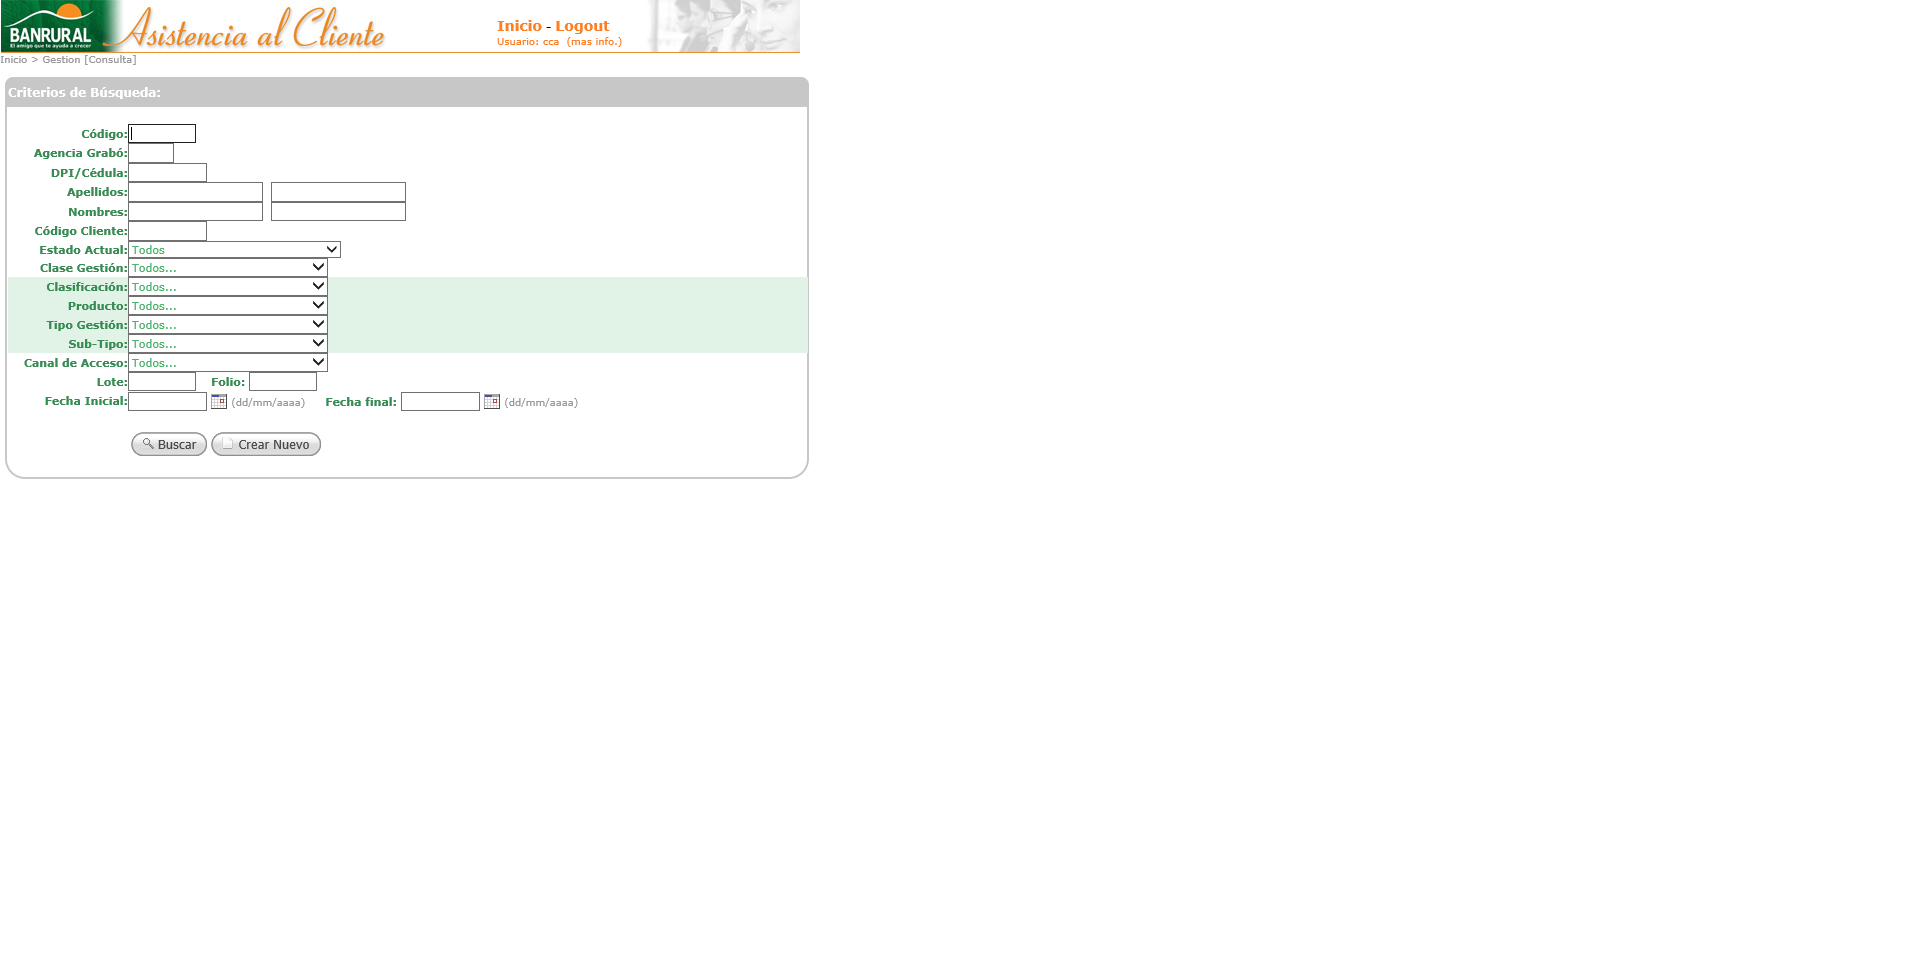 BANRURAL
El amigo que te ayuda a crecer
Asistencia al Cliente
Inicio - Logout
Usuario: cca (mas info.)
Inicio > Gestion [Consulta]
Criterios de Búsqueda:
Código:
Agencia Grabó:
DPI/Cédula:
Apellidos:
Nombres:
Código Cliente:
Estado Actual: Todos
Clase Gestión: Todos...
Clasificación: Todos...
Producto: Todos...
Tipo Gestión: Todos...
Sub-Tipo: Todos...
Canal de Acceso: Todos...
Lote: Folio:
Fecha Inicial: (dd/mm/aaaa) Fecha final: (dd/mm/aaaa)
Buscar Crear Nuevo